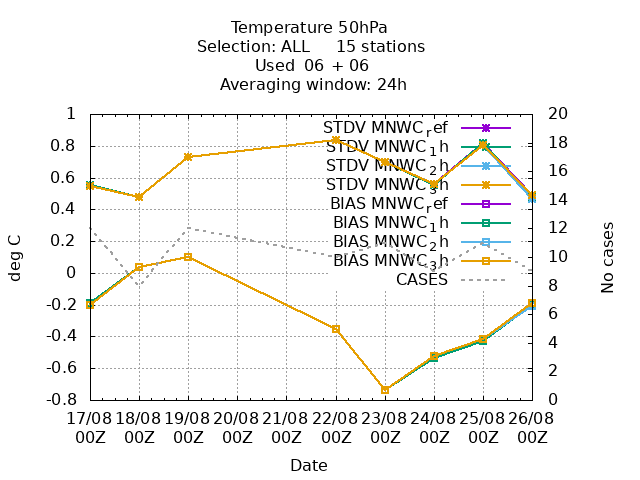 Temperature 50hPa
Selection: ALL 15 stations
Used 06 + 06
Averaging window: 24h
1
0.8
0.6
0.4
0.2
0
-0.2
-0.4
-0.6
-0.8
deg C
20
18
16
14
12
10
8
6
4
2
0
No cases
STDV MNWC_ref
STDV MNWC_1h
STDV MNWC_2h
STDV MNWC_3h
BIAS MNWC_ref
BIAS MNWC_1h
BIAS MNWC_2h
BIAS MNWC_3h
CASES
17/08 18/08 19/08 20/08 21/08 22/08 23/08 24/08 25/08 26/08
00Z 00Z 00Z 00Z 00Z 00Z 00Z 00Z 00Z 00Z
Date